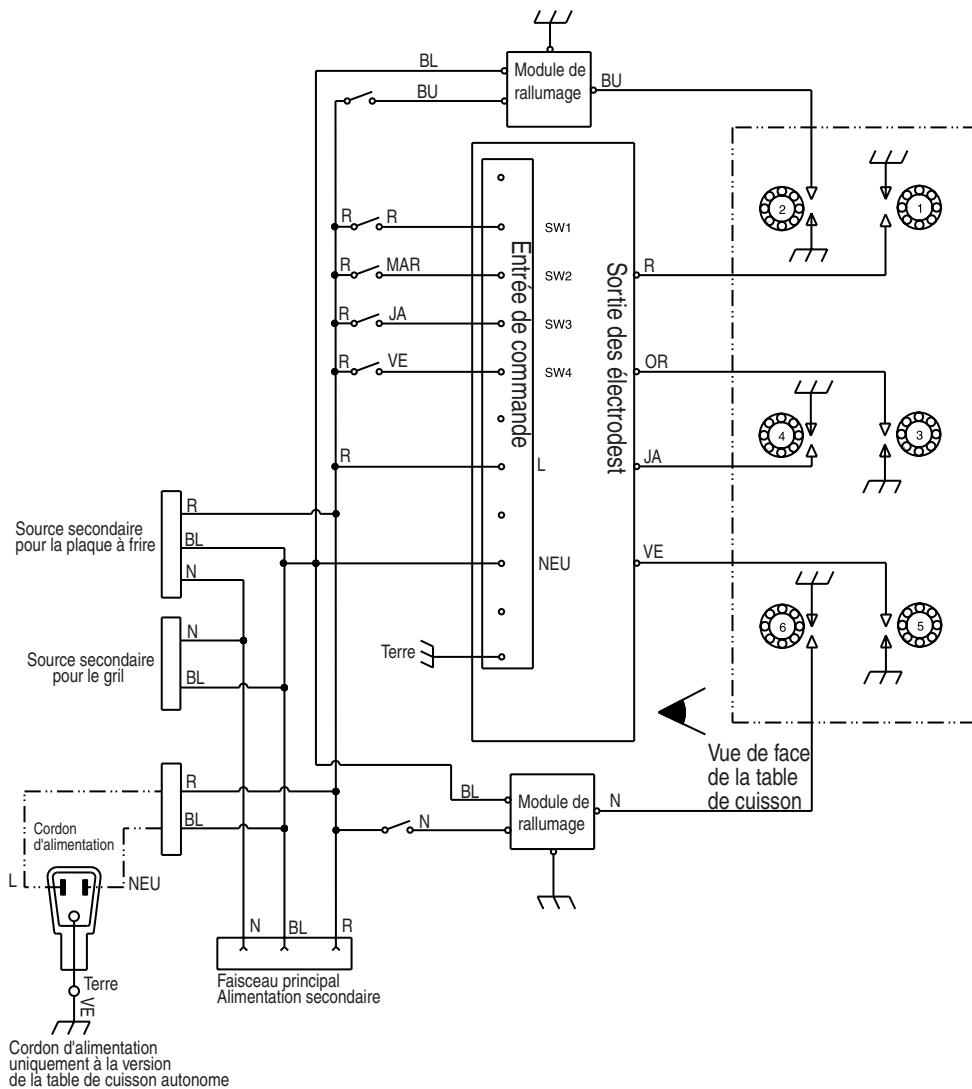 BL
Module de
rallumage
BU
BU
2
1
R
R
SW1
Entrée de commande
Sortie des électrodest
R
R
MAR
SW2
R
JA
SW3
R
VE
SW4
OR
4
3
R
L
JA
R
Source secondaire
pour la plaque à frire
BL
NEU
VE
N
6
5
N
Source secondaire
pour le gril
BL
Terre
Vue de face
de la table
de cuisson
R
BL
Module de
rallumage
N
Cordon
d'alimentation
BL
N
L
NEU
N
BL
R
Faisceau principal
Alimentation secondaire
Terre
VE
Cordon d'alimentation
uniquement à la version
de la table de cuisson autonome